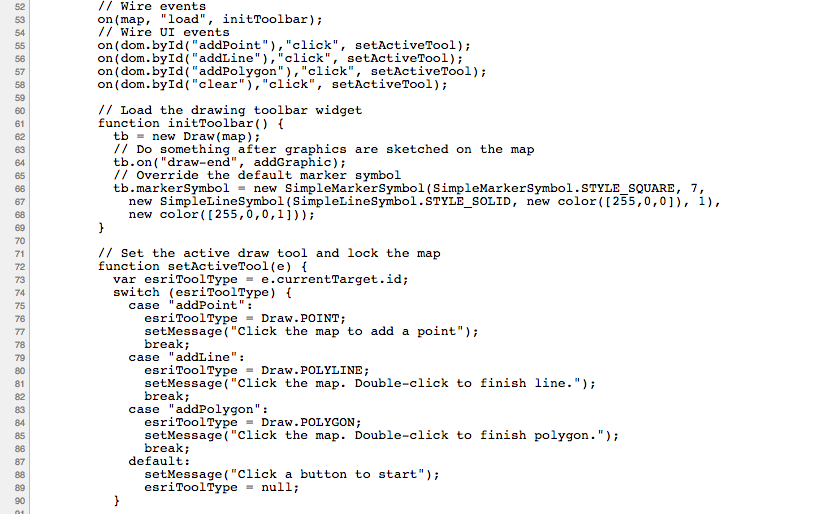 52 // Wire events
53 on(map, "load", initToolbar);
54 // Wire UI events
55 on(dom.byId("addPoint"),"click", setActiveTool);
56 on(dom.byId("addLine"),"click", setActiveTool);
57 on(dom.byId("addPolygon"),"click", setActiveTool);
58 on(dom.byId("clear"),"click", setActiveTool);
59
60 // Load the drawing toolbar widget
61 function initToolbar() {
62 tb = new Draw(map);
63 // Do something after graphics are sketched on the map
64 tb.on("draw-end", addGraphic);
65 // Override the default marker symbol
66 tb.markerSymbol = new SimpleMarkerSymbol(SimpleMarkerSymbol.STYLE_SQUARE, 7,
67 new SimpleLineSymbol(SimpleLineSymbol.STYLE_SOLID, new color([255,0,0]), 1),
68 new color([255,0,0,1]));
69 }
70
71 // Set the active draw tool and lock the map
72 function setActiveTool(e) {
73 var esriToolType = e.currentTarget.id;
74 switch (esriToolType) {
75 case "addPoint":
76 esriToolType = Draw.POINT;
77 setMessage("Click the map to add a point");
78 break;
79 case "addLine":
80 esriToolType = Draw.POLYLINE;
81 setMessage("Click the map. Double-click to finish line.");
82 break;
83 case "addPolygon":
84 esriToolType = Draw.POLYGON;
85 setMessage("Click the map. Double-click to finish polygon.");
86 break;
87 default:
88 setMessage("Click a button to start");
89 esriToolType = null;
90 }